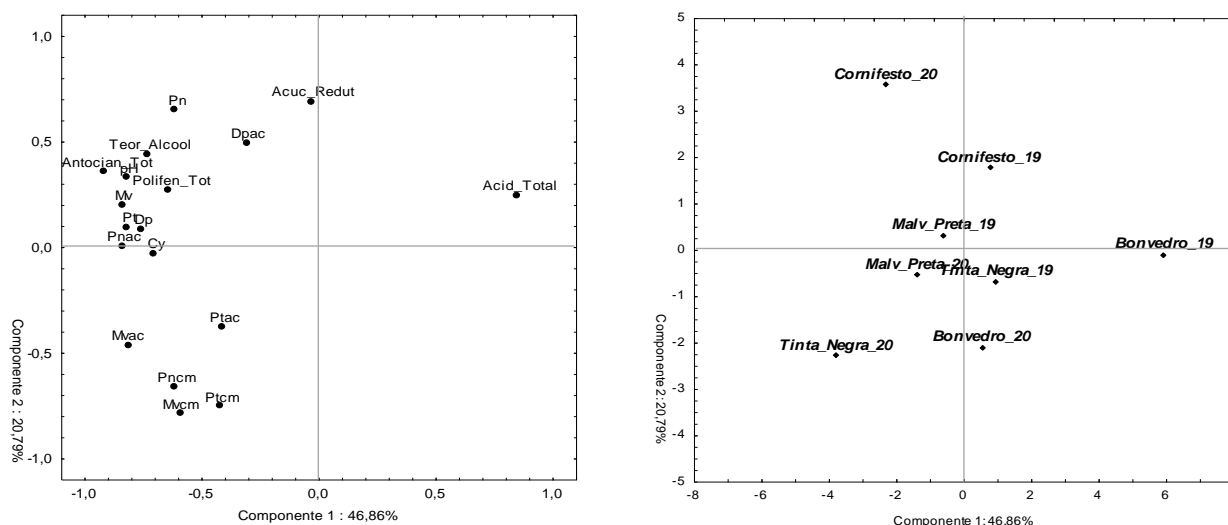 1,0
Acuc_Redut
Pn
0,5
Dpac
Teor_Alcool
Antocian_Tot
pH
Polifen_Tot
Acid_Total
Mv
Pt
Dp
0,0
Pnac
Cy
Ptac
Mvac
-0,5
Pncm
Ptcm
Mvcm
-1,0
-1,0 -0,5 0,0 0,5 1,0
Componente 2 : 20,79%
Componente 1 : 46,86%
5
4
Cornifesto_20
3
2
Cornifesto_19
1
Malv_Preta_19
0
Bonvedro_19
Malv_Preta_20
Tinta_Negra_19
-1
-2
Tinta_Negra_20
Bonvedro_20
-3
-4
-5
-8 -6 -4 -2 0 2 4 6 8
Componente 2: 20,79%
Componente 1: 46,86%